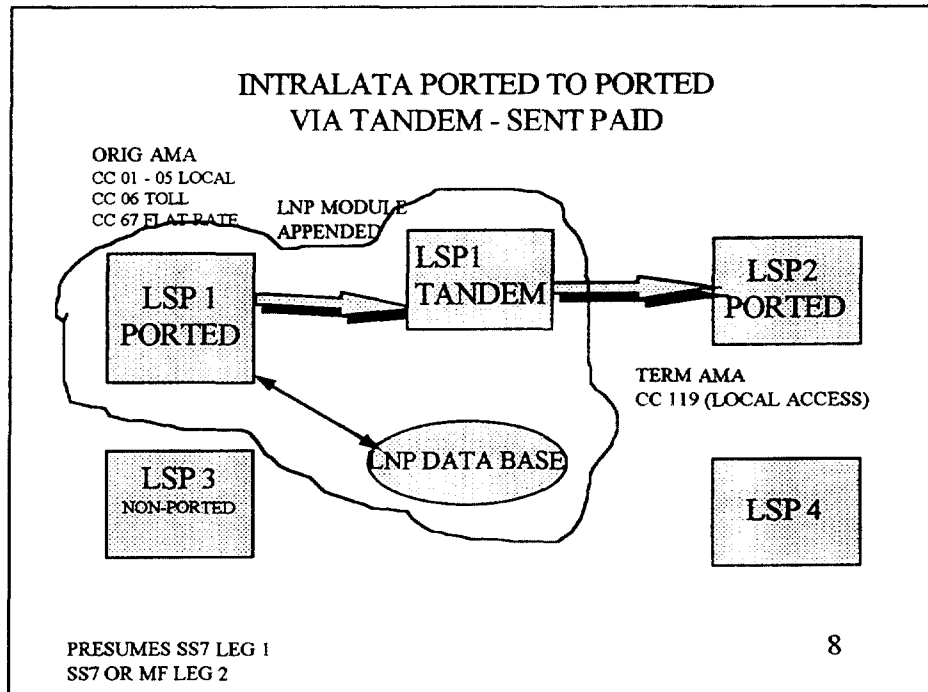 INTRALATA PORTED TO PORTED
VIA TANDEM - SENT PAID
ORIG AMA
CC 01 - 05 LOCAL
CC 06 TOLL
CC 67 FLAT RATE
LNP MODULE
APPENDED
LSP 1
PORTED
LSP1
TANDEM
LSP2
PORTED
TERM AMA
CC 119 (LOCAL ACCESS)
LNP DATA BASE
LSP 3
NON-PORTED
LSP 4
PRESUMES SS7 LEG 1
SS7 OR MF LEG 2
8